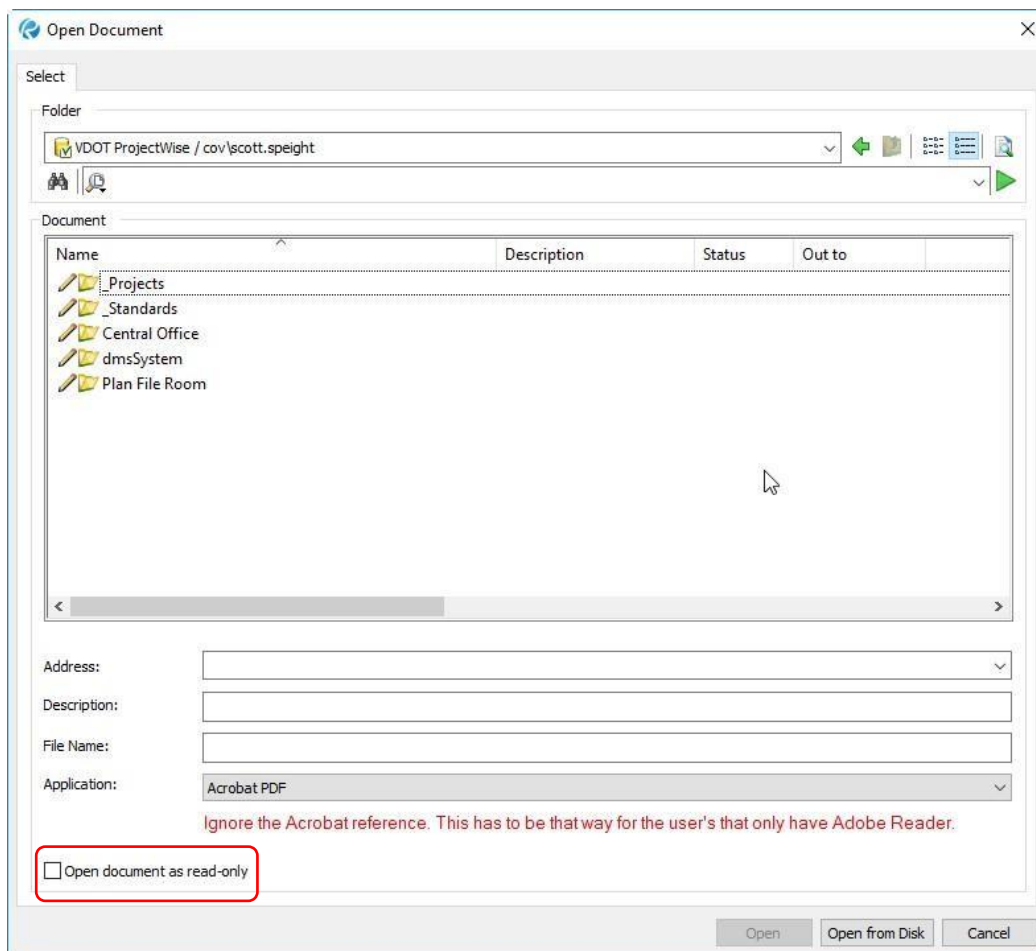 Open Document
Select
Folder
VDOT ProjectWise / cov\scott.speight
Document
Name Description Status Out to
_Projects
_Standards
Central Office
dmsSystem
Plan File Room
Address:
Description:
File Name:
Application: Acrobat PDF
Ignore the Acrobat reference. This has to be that way for the user's that only have Adobe Reader.
Open document as read-only
Open Open from Disk Cancel